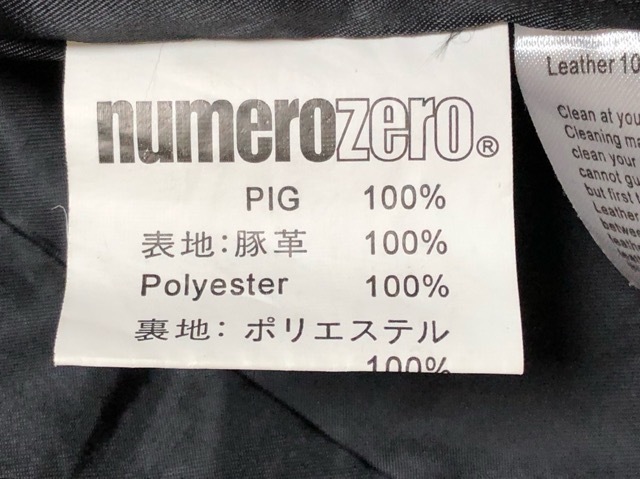 numerozero®
PIG 100%
表地:豚革 100%
Polyester 100%
裏地:ポリエステル
100%
Leather 10
Clean at you
Cleaning ma
clean your
cannot gu
but first
Leather
between